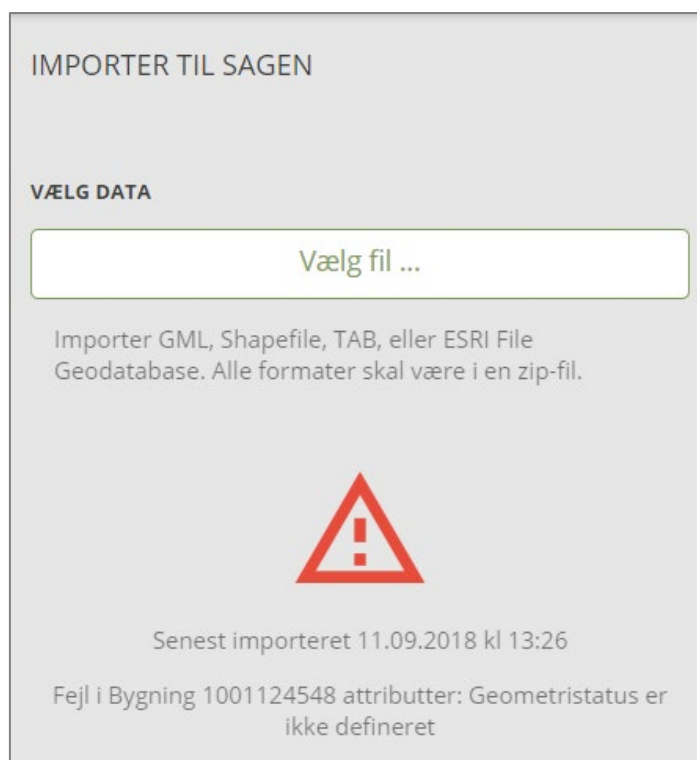 IMPORTER TIL SAGEN
VÆLG DATA
Vælg fil ...
Importer GML, Shapefile, TAB, eller ESRI File
Geodatabase. Alle formater skal være i en zip-fil.
Senest importeret 11.09.2018 kl 13:26
Fejl i Bygning 1001124548 attributter: Geometristatus er
ikke defineret